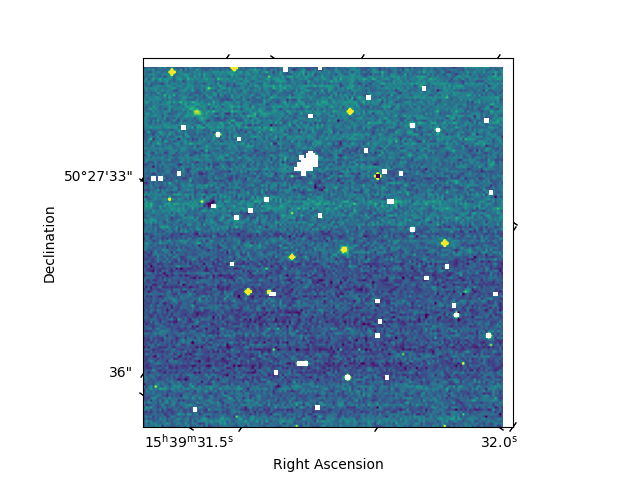 Declination
50°27'33"
36"
15ʰ39ᵐ31.5ˢ
32.0ˢ
Right Ascension